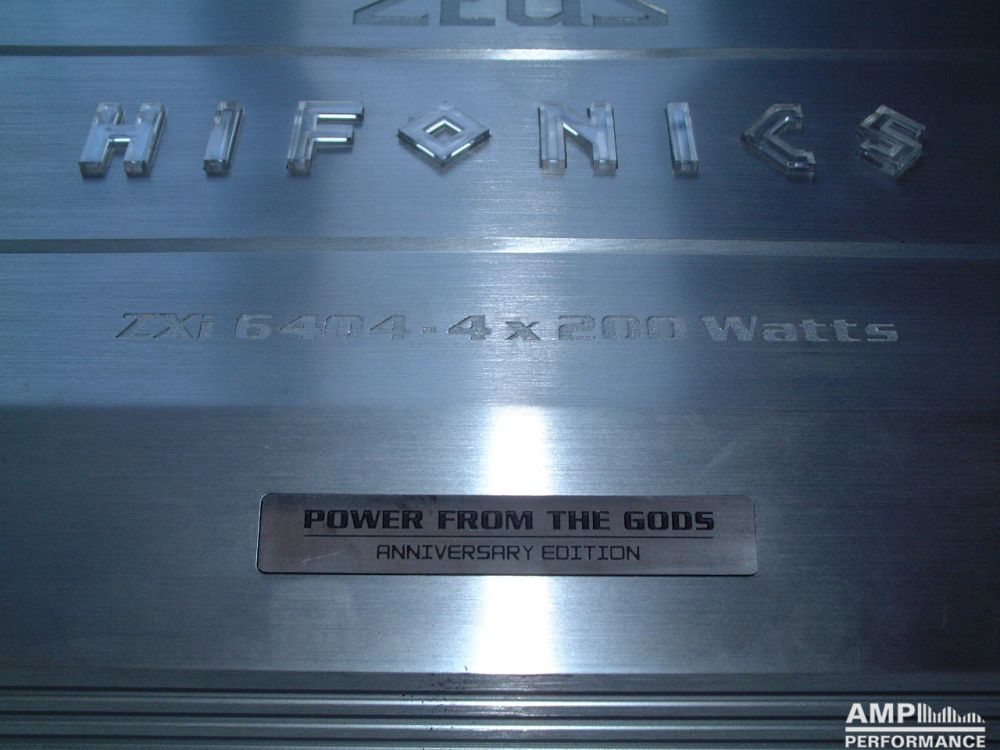 Zeus
HIFONICS
ZXi 6404 - 4 x 200 Watts
POWER FROM THE GODS
ANNIVERSARY EDITION
AMP
PERFORMANCE